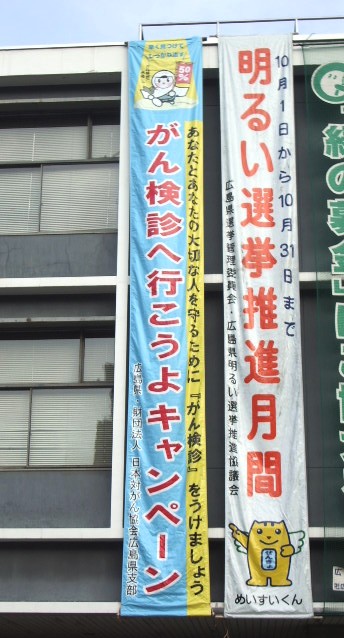 10月1日から10月31日まで
明るい選挙推進月間
広島県選挙管理委員会・広島県明るい選挙推進協議会
めいすいくん
50%
あなたとあなたの大切な人を守るために『がん検診』をうけましょう
がん検診へ行こうよキャンペーン
広島県・財団法人 日本対がん協会広島県支部
緑の募金